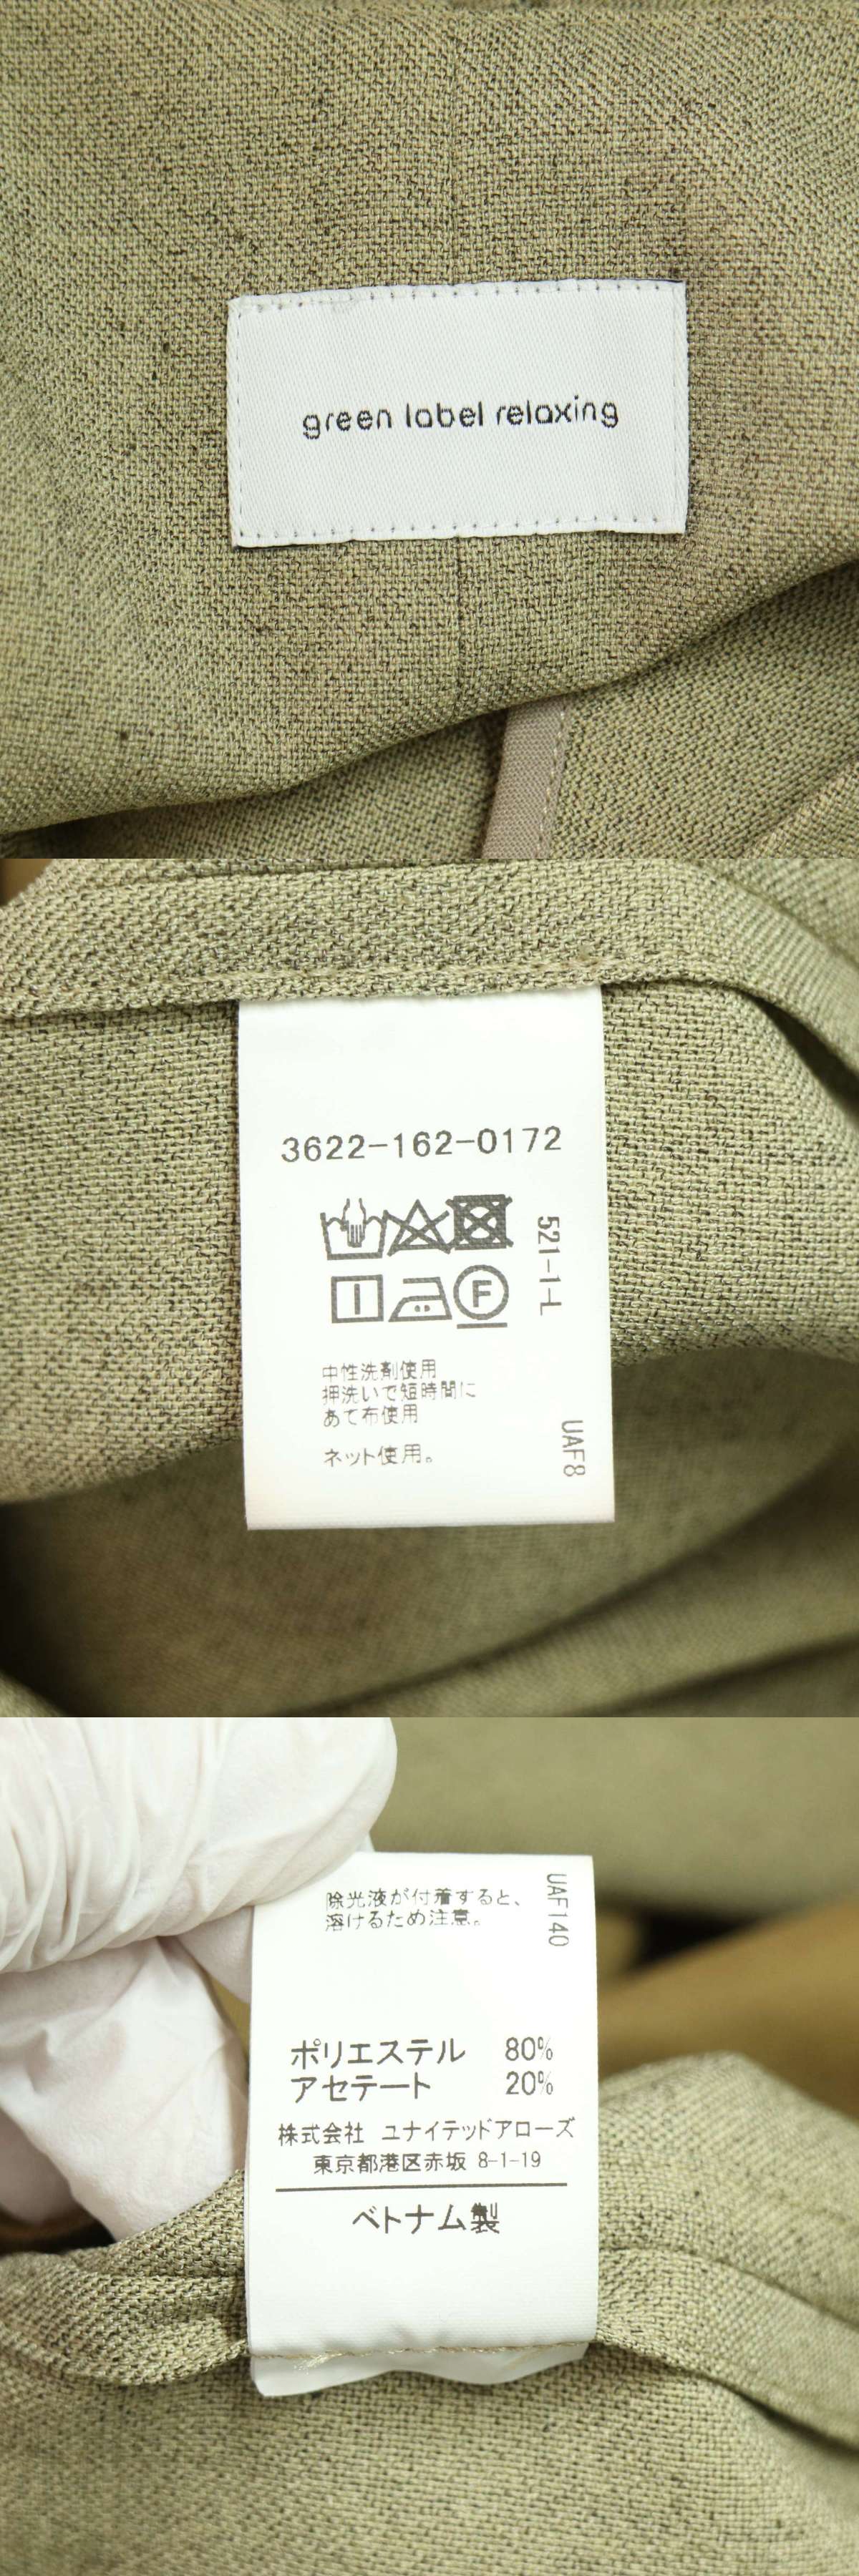 green label relaxing
3622-162-0172
521-1-L
F
中性洗剤使用
押洗いで短時間に
あて布使用
ネット使用。
UAF8
除光液が付着すると、
溶けるため注意。
UAF140
ポリエステル 80%
アセテート 20%
株式会社 ユナイテッドアローズ
東京都港区赤坂 8-1-19
ベトナム製